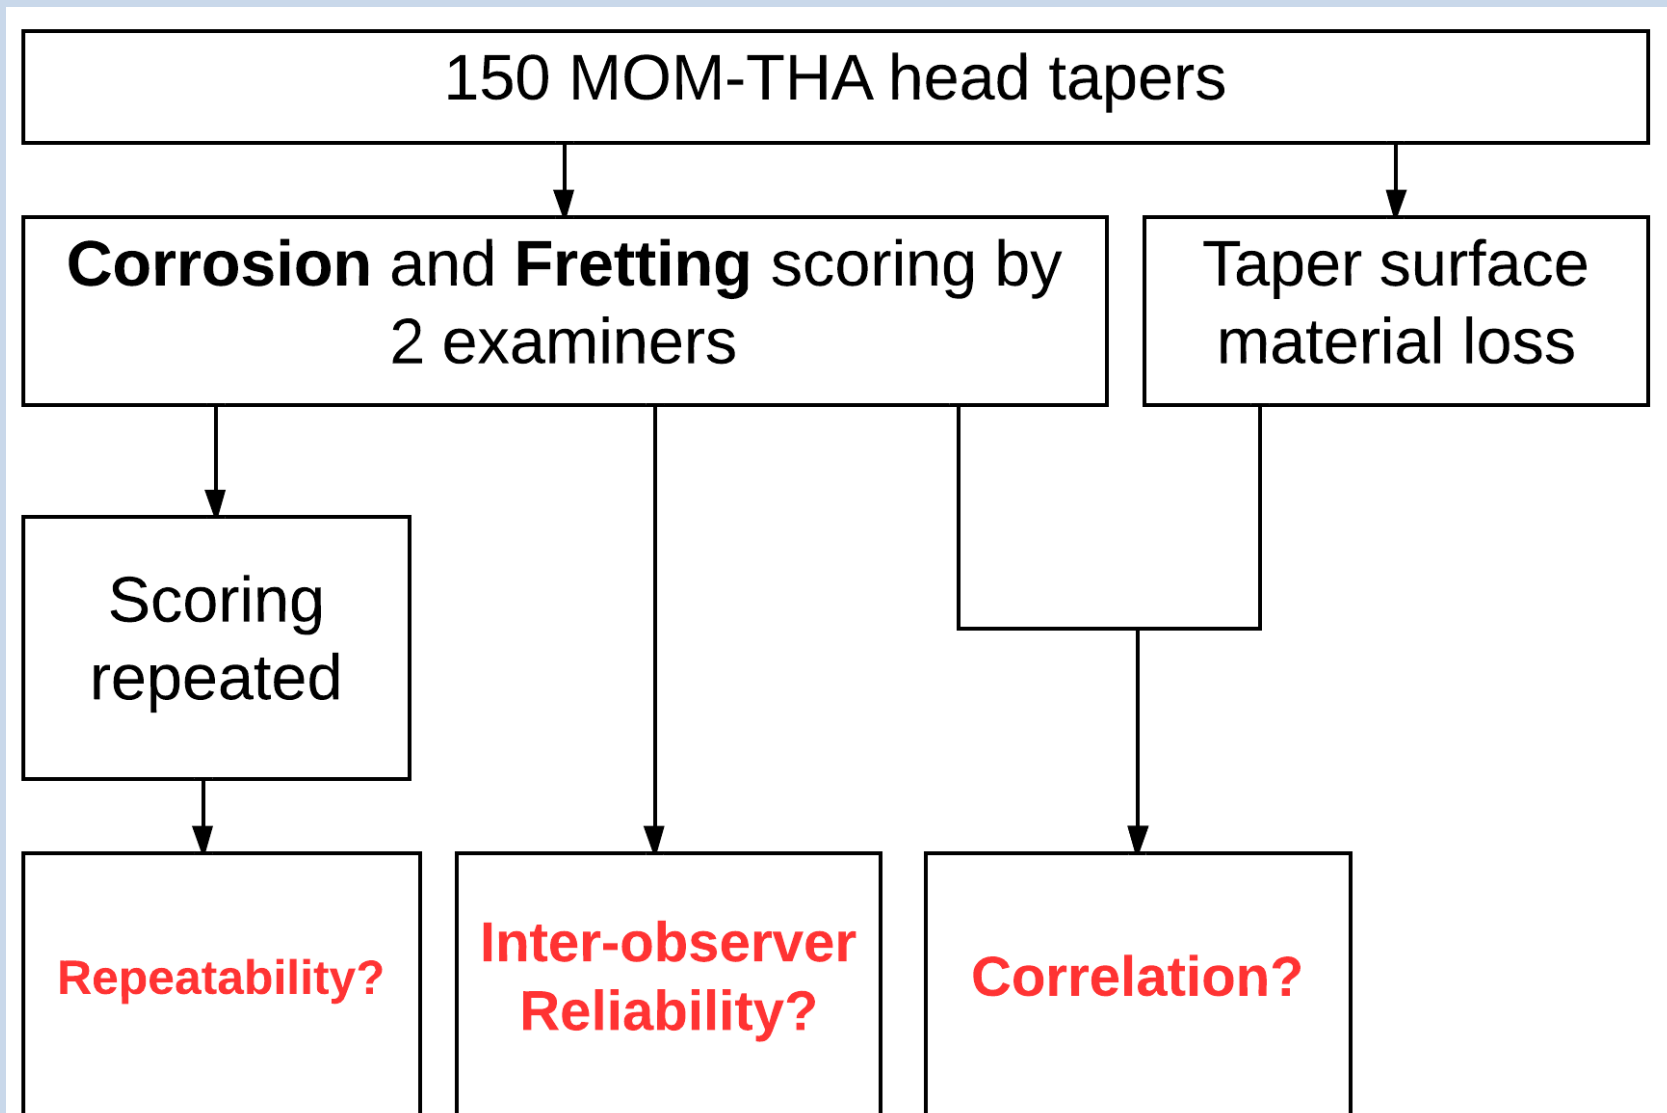 150 MOM-THA head tapers
Corrosion and Fretting scoring by
2 examiners
Taper surface
material loss
Scoring
repeated
Repeatability?
Inter-observer
Reliability?
Correlation?